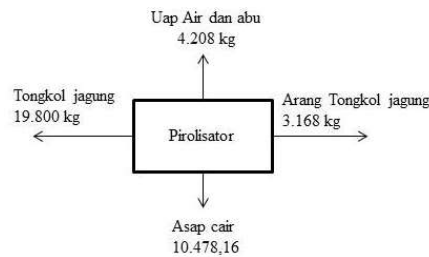 Uap Air dan abu
4.208 kg
Tongkol jagung
19.800 kg
Arang Tongkol jagung
3.168 kg
Pirolisator
Asap cair
10.478,16